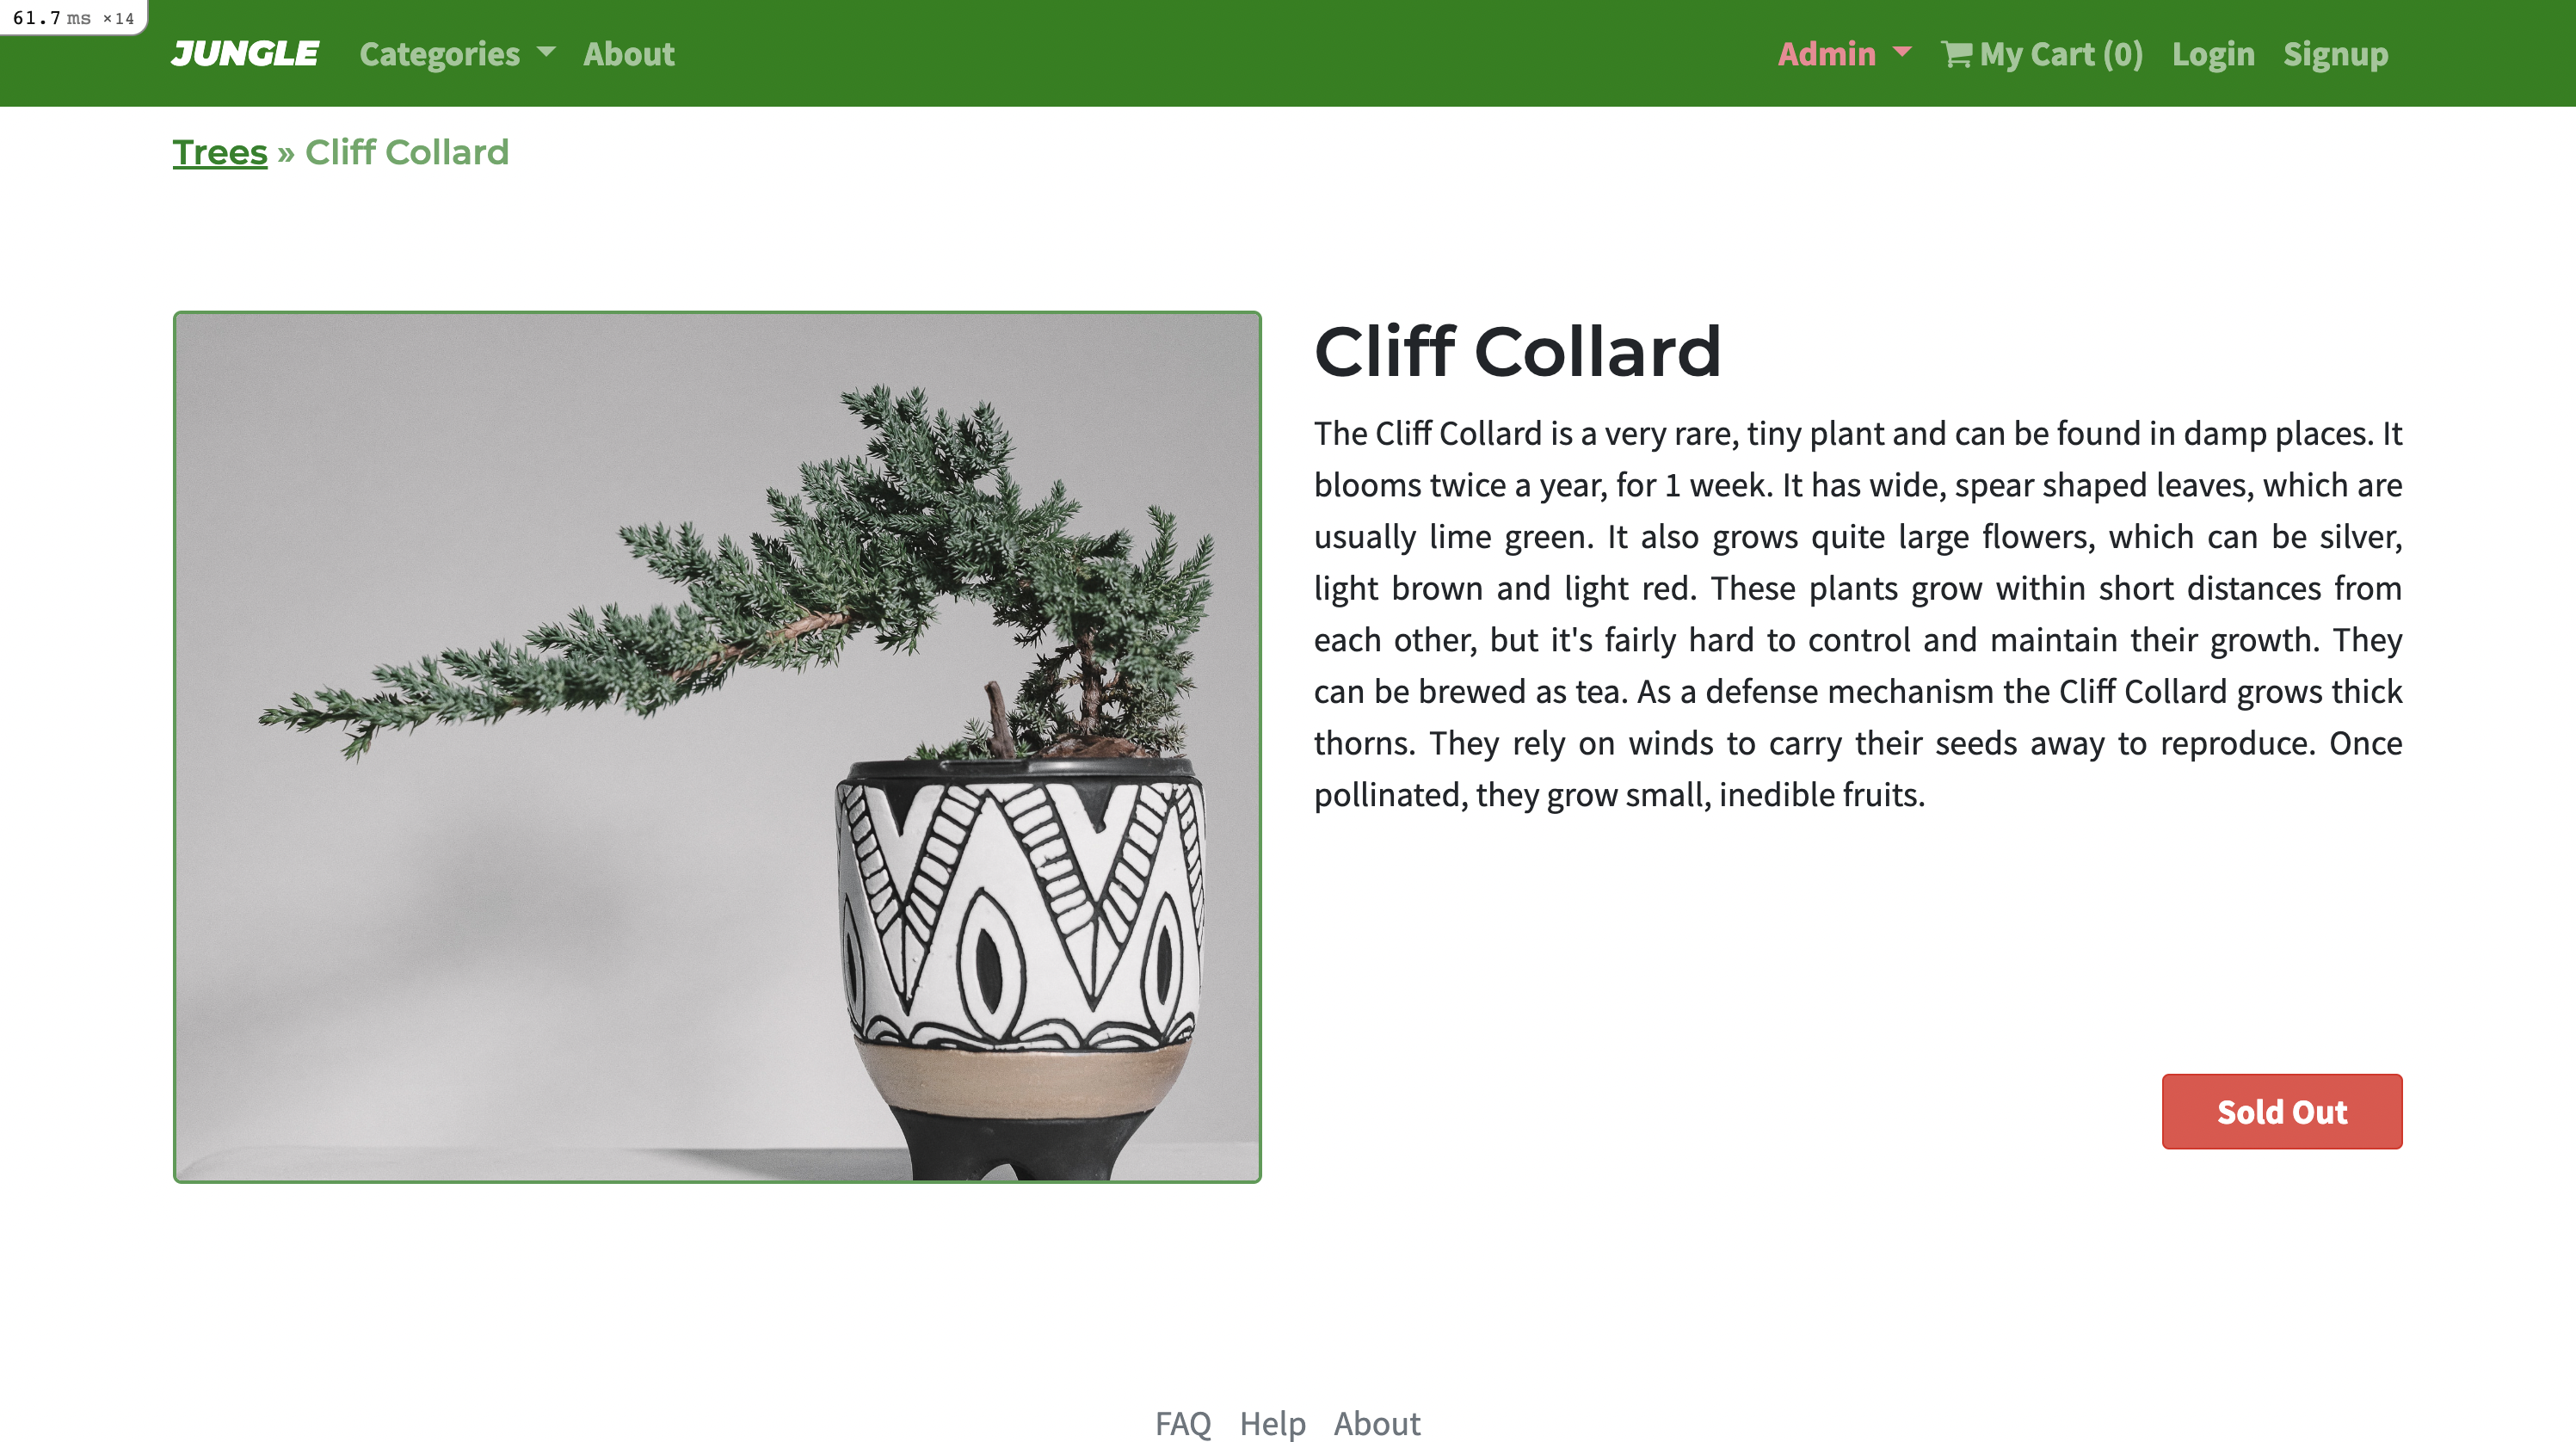 61.7 ms ×14
JUNGLE Categories About Admin My Cart (0) Login Signup
Trees » Cliff Collard
Cliff Collard
The Cliff Collard is a very rare, tiny plant and can be found in damp places. It
blooms twice a year, for 1 week. It has wide, spear shaped leaves, which are
usually lime green. It also grows quite large flowers, which can be silver,
light brown and light red. These plants grow within short distances from
each other, but it's fairly hard to control and maintain their growth. They
can be brewed as tea. As a defense mechanism the Cliff Collard grows thick
thorns. They rely on winds to carry their seeds away to reproduce. Once
pollinated, they grow small, inedible fruits.
Sold Out
FAQ Help About